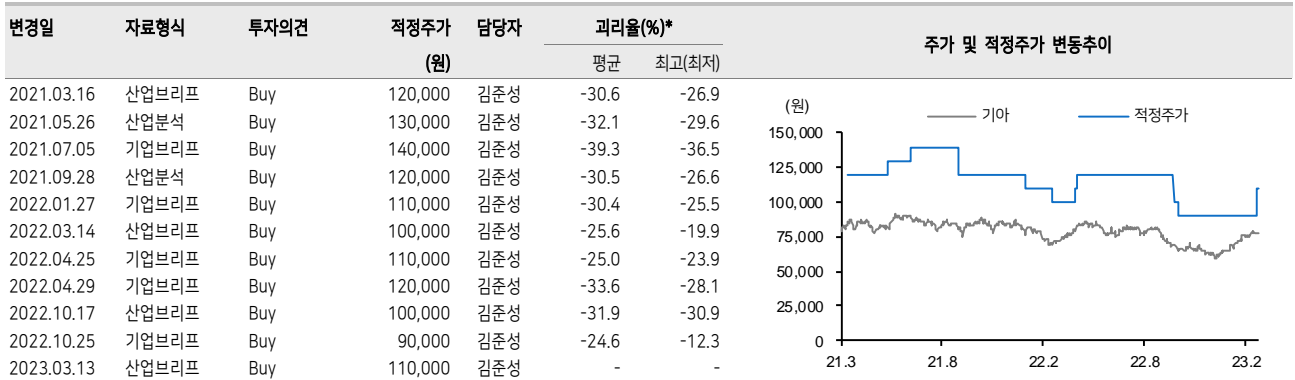 변경일 자료형식 투자의견 적정주가 담당자 괴리율(%)* 주가 및 적정주가 변동추이
(원) 평균 최고(최저)
2021.03.16 산업브리프 Buy 120,000 김준성 -30.6 -26.9
2021.05.26 산업분석 Buy 130,000 김준성 -32.1 -29.6
2021.07.05 기업브리프 Buy 140,000 김준성 -39.3 -36.5
2021.09.28 산업분석 Buy 120,000 김준성 -30.5 -26.6
2022.01.27 기업브리프 Buy 110,000 김준성 -30.4 -25.5
2022.03.14 산업브리프 Buy 100,000 김준성 -25.6 -19.9
2022.04.25 기업브리프 Buy 110,000 김준성 -25.0 -23.9
2022.04.29 기업브리프 Buy 120,000 김준성 -33.6 -28.1
2022.10.17 산업브리프 Buy 100,000 김준성 -31.9 -30.9
2022.10.25 기업브리프 Buy 90,000 김준성 -24.6 -12.3
2023.03.13 산업브리프 Buy 110,000 김준성 - -
(원)
기아 적정주가
150,000
125,000
100,000
75,000
50,000
25,000
0
21.3 21.8 22.2 22.8 23.2